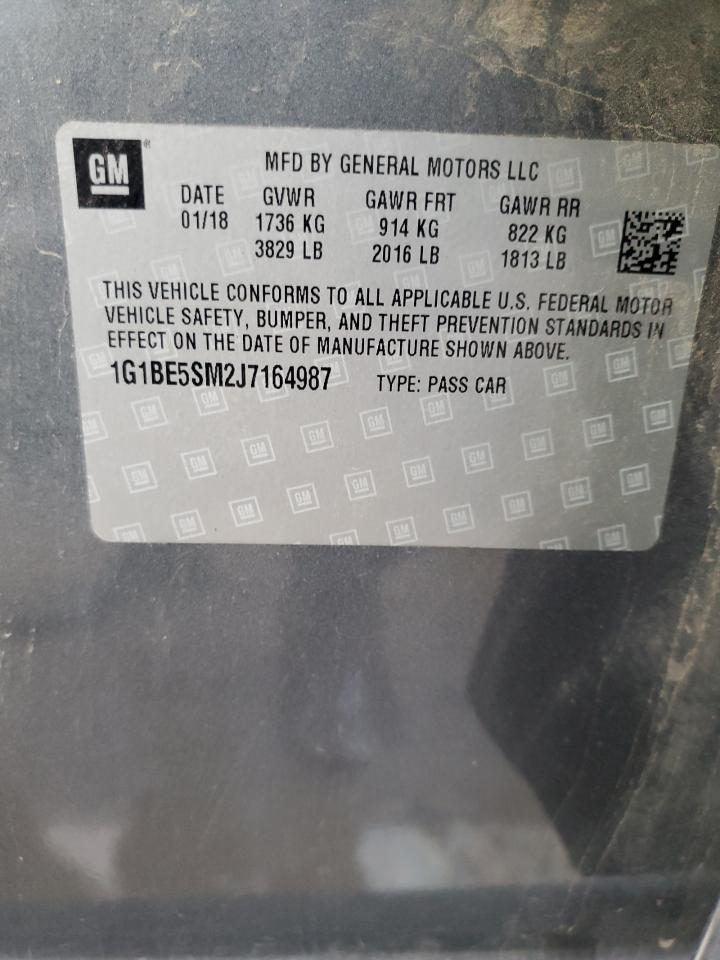 GM
MFD BY GENERAL MOTORS LLC
DATE GVWR GAWR FRT GAWR RR
01/18 1736 KG 914 KG 822 KG
3829 LB 2016 LB 1813 LB
THIS VEHICLE CONFORMS TO ALL APPLICABLE U.S. FEDERAL MOTOR
VEHICLE SAFETY, BUMPER, AND THEFT PREVENTION STANDARDS IN
EFFECT ON THE DATE OF MANUFACTURE SHOWN ABOVE.
1G1BE5SM2J7164987 TYPE: PASS CAR